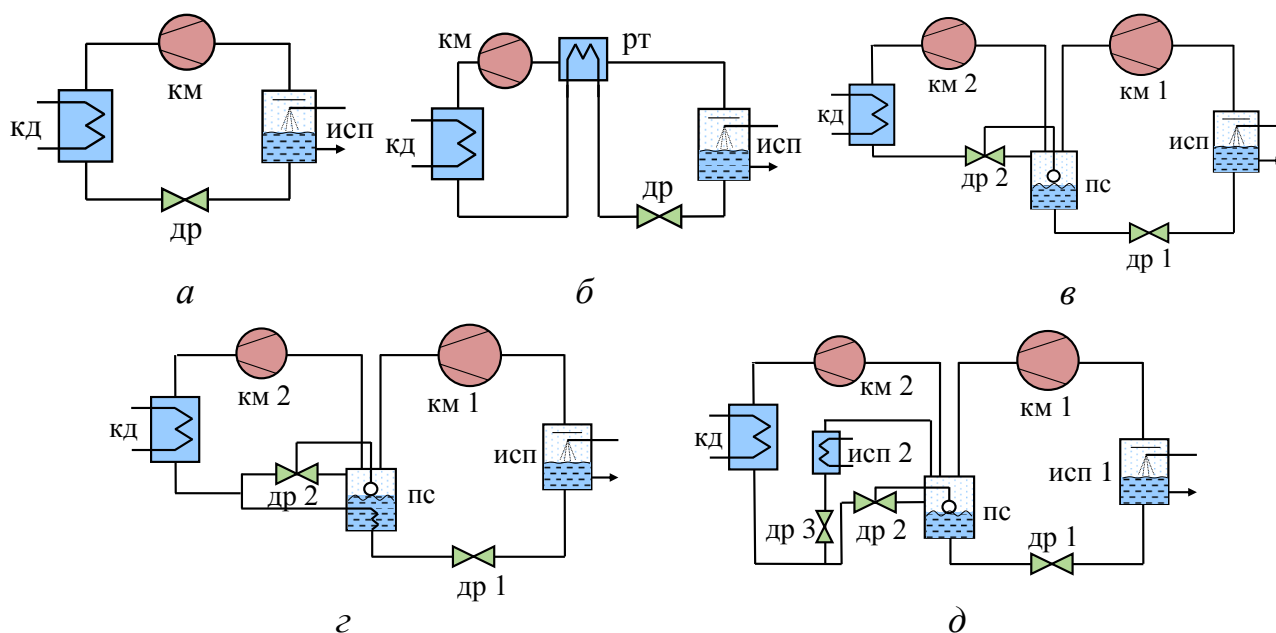 км
кд
исп
др
а
км
рт
кд
исп
др
б
км 2
км 1
кд
исп
др 2
пс
др 1
в
км 2
км 1
кд
исп
др 2
пс
др 1
г
км 2
км 1
кд
исп 2
исп 1
др 3
др 2
пс
др 1
д